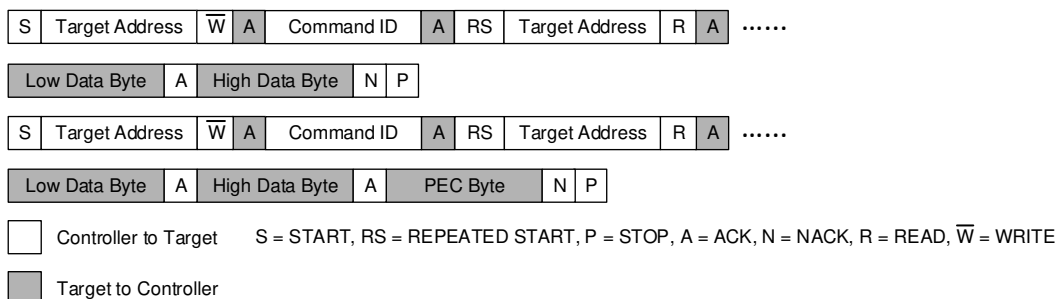 S Target Address W̅ A Command ID A RS Target Address R A ......
Low Data Byte A High Data Byte N P
S Target Address W̅ A Command ID A RS Target Address R A ......
Low Data Byte A High Data Byte A PEC Byte N P
Controller to Target S = START, RS = REPEATED START, P = STOP, A = ACK, N = NACK, R = READ, W̅ = WRITE
Target to Controller